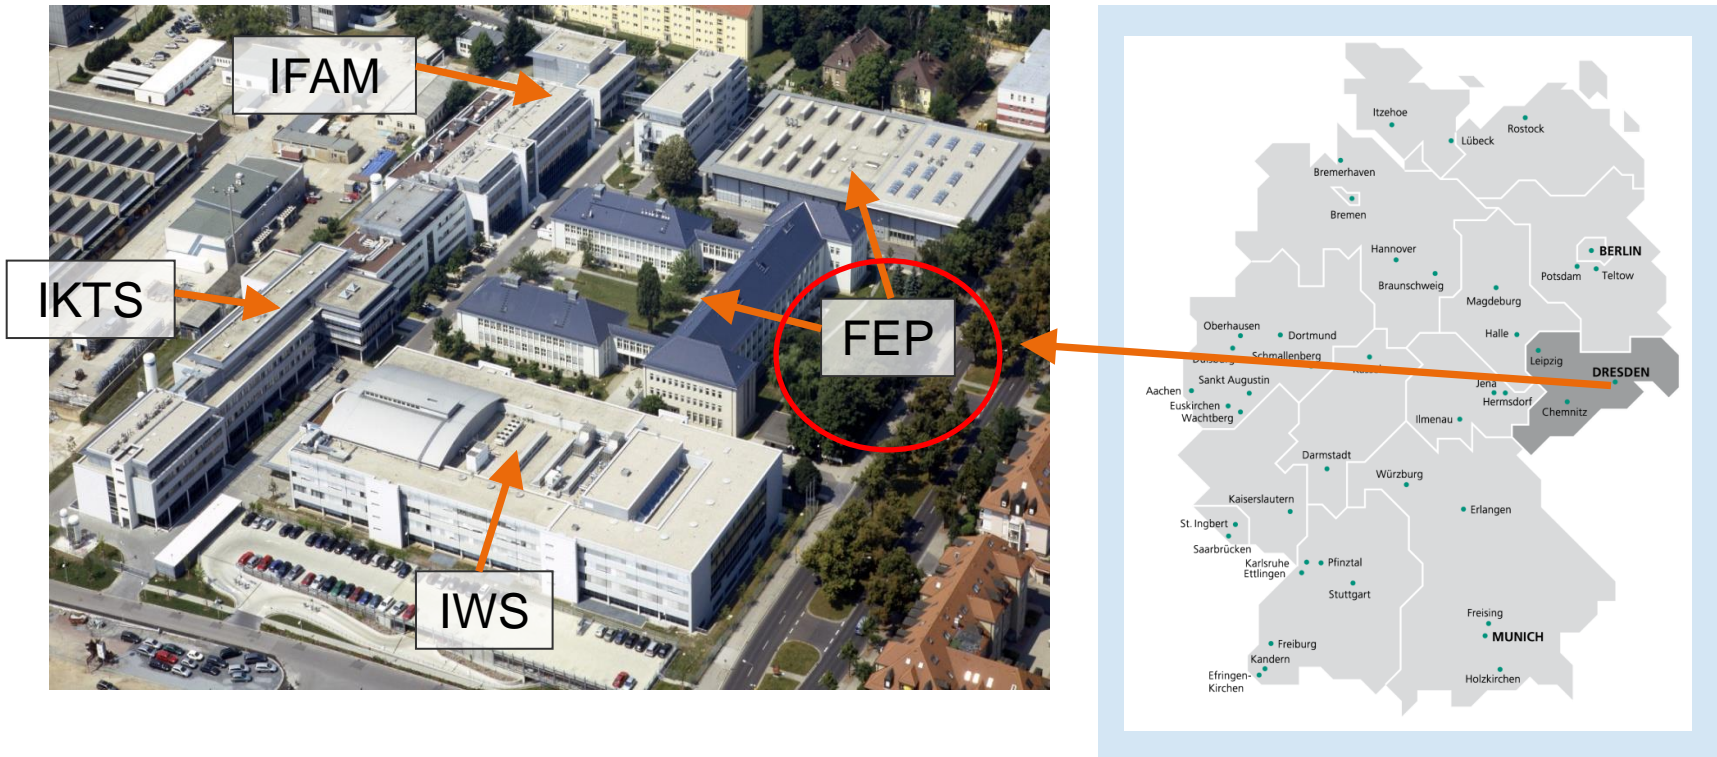 IFAM
IKTS
FEP
IWS
Itzehoe
Lübeck
Rostock
Bremerhaven
Bremen
Hannover
BERLIN
Potsdam
Teltow
Braunschweig
Magdeburg
Oberhausen
Dortmund
Halle
Duisburg
Schmallenberg
Leipzig
DRESDEN
Aachen
Sankt Augustin
Jena
Hermsdorf
Chemnitz
Euskirchen
Wachtberg
Ilmenau
Darmstadt
Würzburg
Kaiserslautern
Erlangen
St. Ingbert
Saarbrücken
Karlsruhe
Pfinztal
Ettlingen
Stuttgart
Freising
MUNICH
Freiburg
Kandern
Efringen-
Kirchen
Holzkirchen